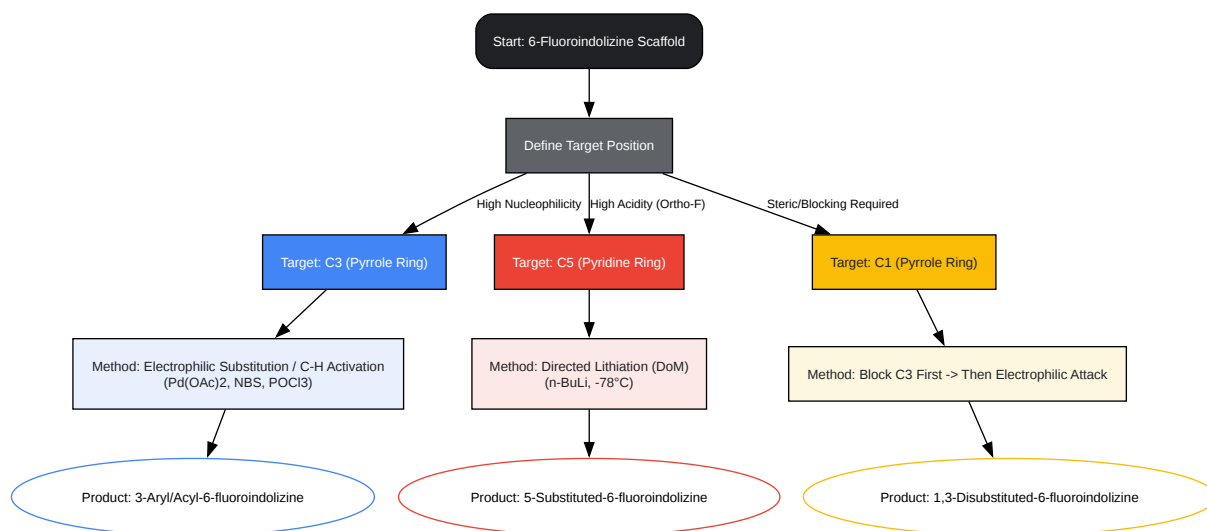 Start: 6-Fluoroindolizine Scaffold
Define Target Position
High Nucleophilicity
High Acidity (Ortho-F)
Steric/Blocking Required
Target: C3 (Pyrrole Ring)
Target: C5 (Pyridine Ring)
Target: C1 (Pyrrole Ring)
Method: Electrophilic Substitution / C-H Activation
(Pd(OAc)2, NBS, POCl3)
Method: Directed Lithiation (DoM)
(n-BuLi, -78°C)
Method: Block C3 First -> Then Electrophilic Attack
Product: 3-Aryl/Acyl-6-fluoroindolizine
Product: 5-Substituted-6-fluoroindolizine
Product: 1,3-Disubstituted-6-fluoroindolizine